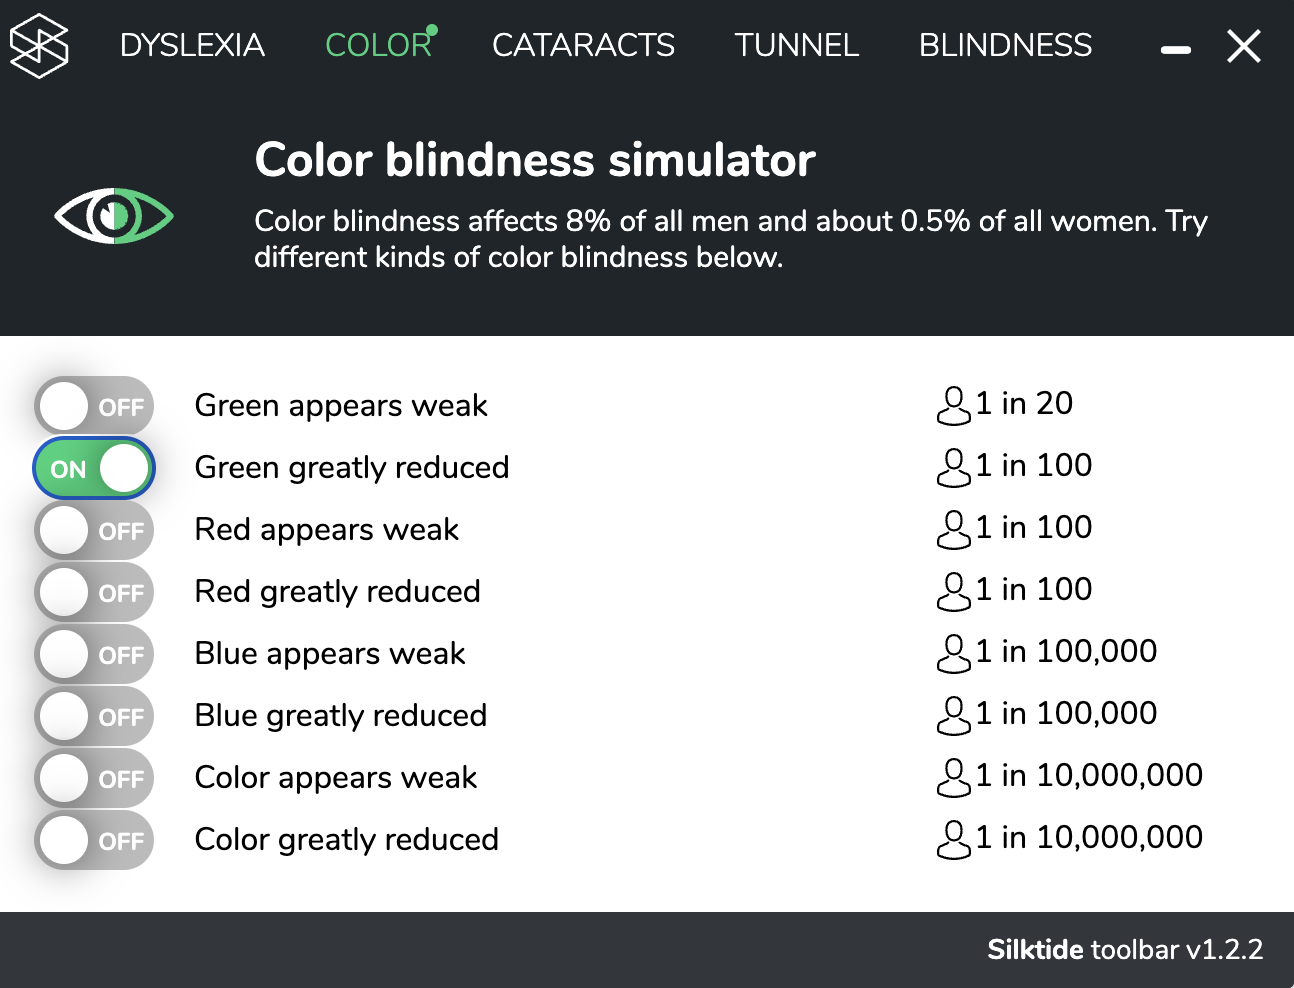 DYSLEXIA COLOR CATARACTS TUNNEL BLINDNESS
Color blindness simulator
Color blindness affects 8% of all men and about 0.5% of all women. Try
different kinds of color blindness below.
OFF Green appears weak 1 in 20
ON Green greatly reduced 1 in 100
OFF Red appears weak 1 in 100
OFF Red greatly reduced 1 in 100
OFF Blue appears weak 1 in 100,000
OFF Blue greatly reduced 1 in 100,000
OFF Color appears weak 1 in 10,000,000
OFF Color greatly reduced 1 in 10,000,000
Silktide toolbar v1.2.2